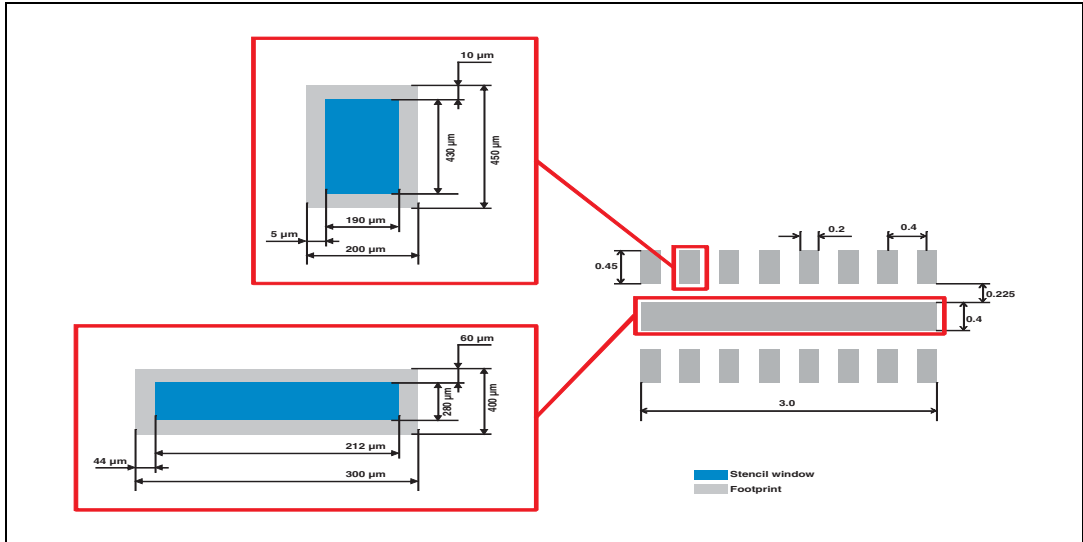 10 µm
430 µm
450 µm
190 µm
5 µm
200 µm
0.2
0.4
0.45
0.225
0.4
3.0
60 µm
280 µm
400 µm
212 µm
44 µm
300 µm
Stencil window
Footprint